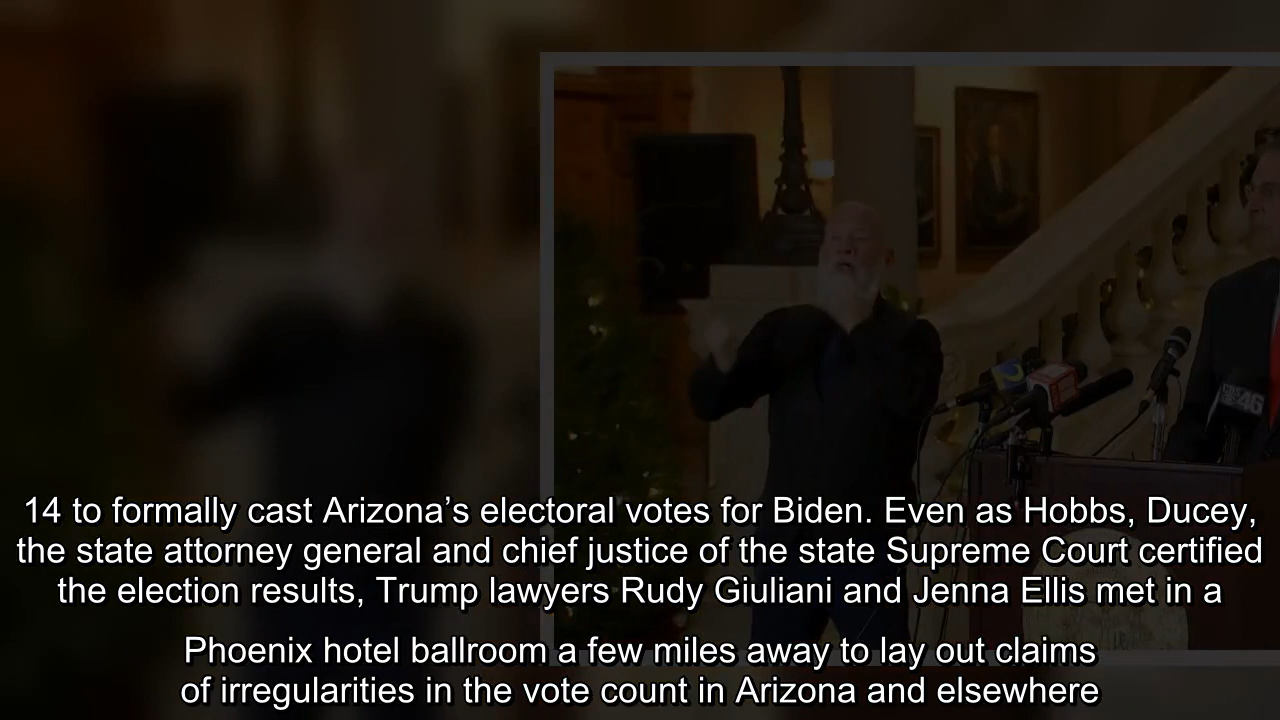 CBS
46
14 to formally cast Arizona’s electoral votes for Biden. Even as Hobbs, Ducey,
the state attorney general and chief justice of the state Supreme Court certified
the election results, Trump lawyers Rudy Giuliani and Jenna Ellis met in a
Phoenix hotel ballroom a few miles away to lay out claims
of irregularities in the vote count in Arizona and elsewhere